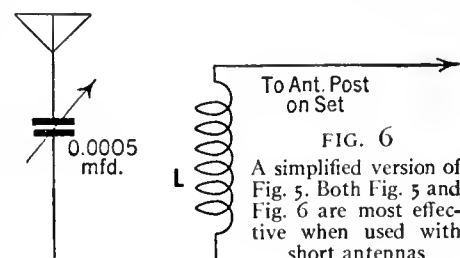 To Ant. Post
on Set
0.0005
mfd.
L
FIG. 6
A simplified version of
Fig. 5. Both Fig. 5 and
Fig. 6 are most effec-
tive when used with
short antennas